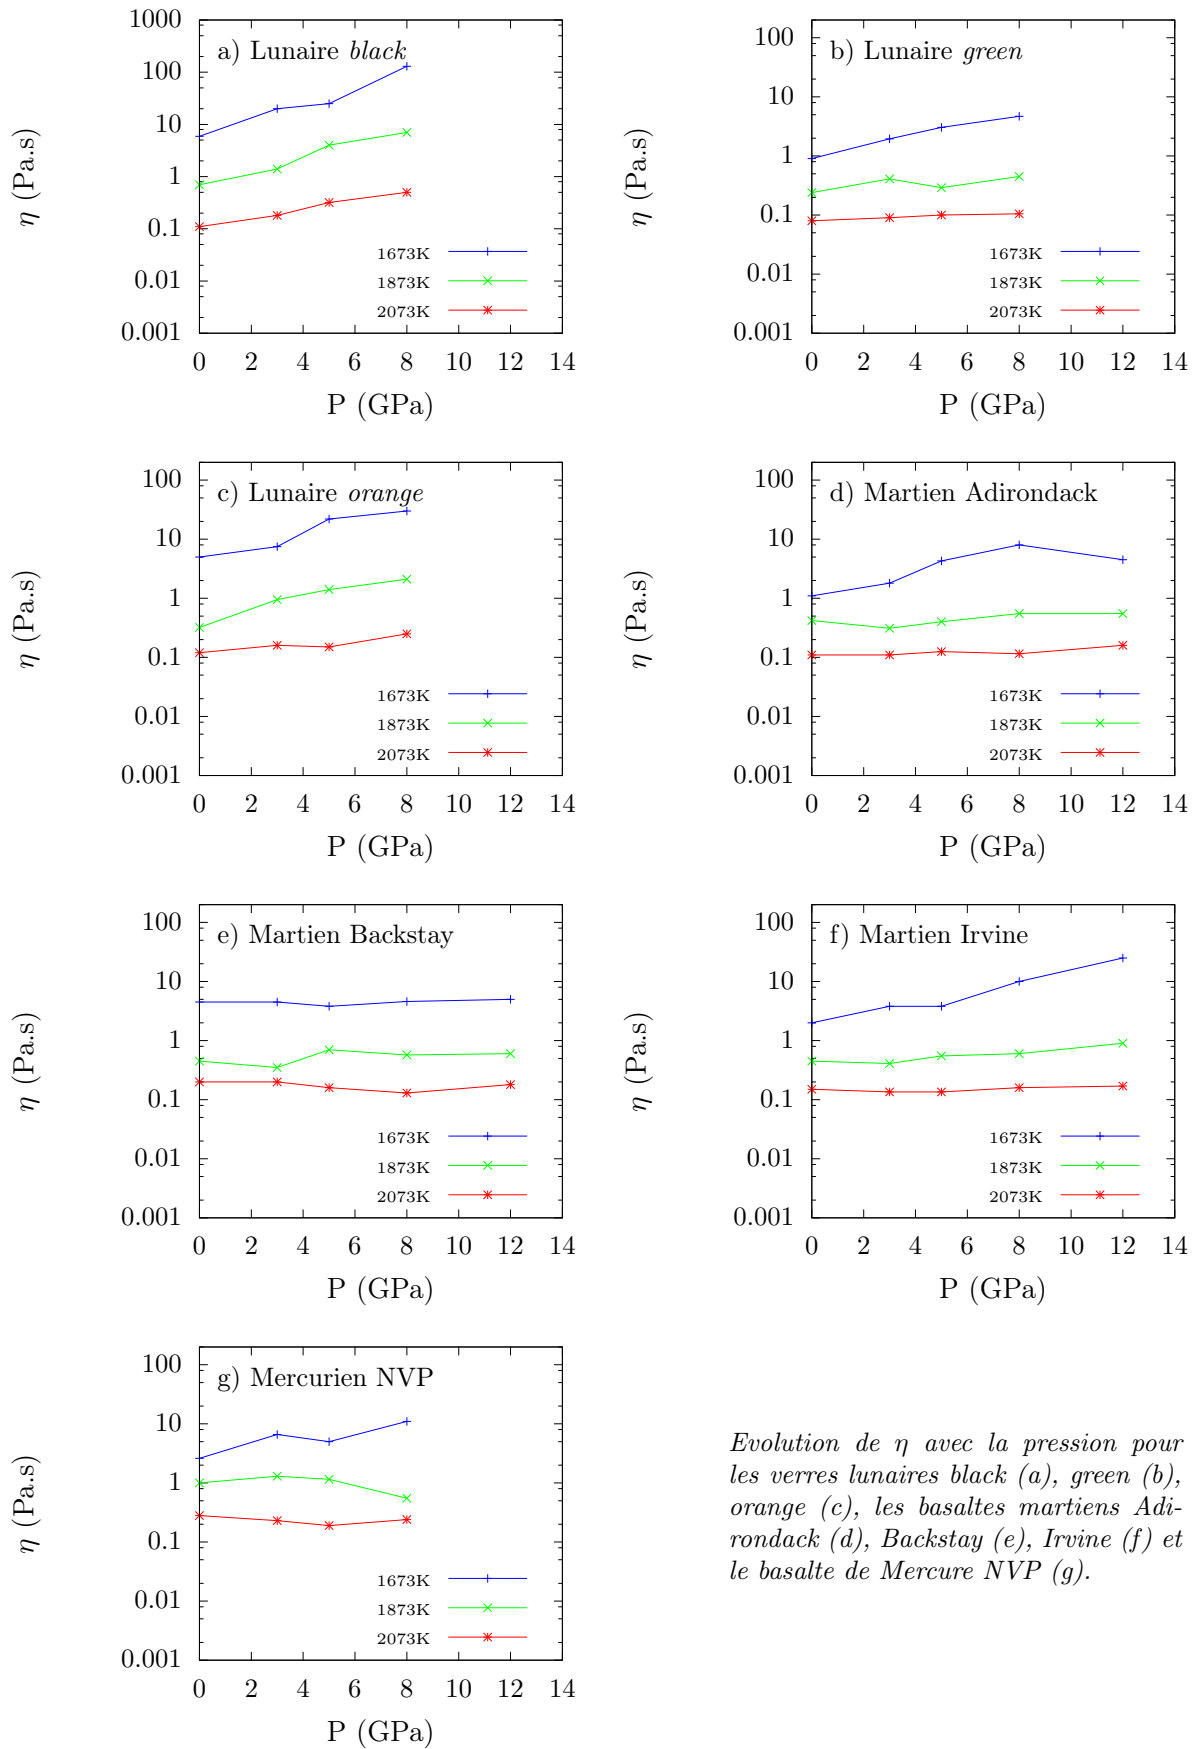 a) Lunaire black
η (Pa.s)
1000
100
10
1
0.1
0.01
0.001
1673K
1873K
2073K
0 2 4 6 8 10 12 14
P (GPa)
b) Lunaire green
η (Pa.s)
100
10
1
0.1
0.01
0.001
1673K
1873K
2073K
0 2 4 6 8 10 12 14
P (GPa)
c) Lunaire orange
η (Pa.s)
100
10
1
0.1
0.01
0.001
1673K
1873K
2073K
0 2 4 6 8 10 12 14
P (GPa)
d) Martien Adirondack
η (Pa.s)
100
10
1
0.1
0.01
0.001
1673K
1873K
2073K
0 2 4 6 8 10 12 14
P (GPa)
e) Martien Backstay
η (Pa.s)
100
10
1
0.1
0.01
0.001
1673K
1873K
2073K
0 2 4 6 8 10 12 14
P (GPa)
f) Martien Irvine
η (Pa.s)
100
10
1
0.1
0.01
0.001
1673K
1873K
2073K
0 2 4 6 8 10 12 14
P (GPa)
g) Mercurien NVP
η (Pa.s)
100
10
1
0.1
0.01
0.001
1673K
1873K
2073K
0 2 4 6 8 10 12 14
P (GPa)
Evolution de η avec la pression pour
les verres lunaires black (a), green (b),
orange (c), les basaltes martiens Adi-
rondack (d), Backstay (e), Irvine (f) et
le basalte de Mercure NVP (g).